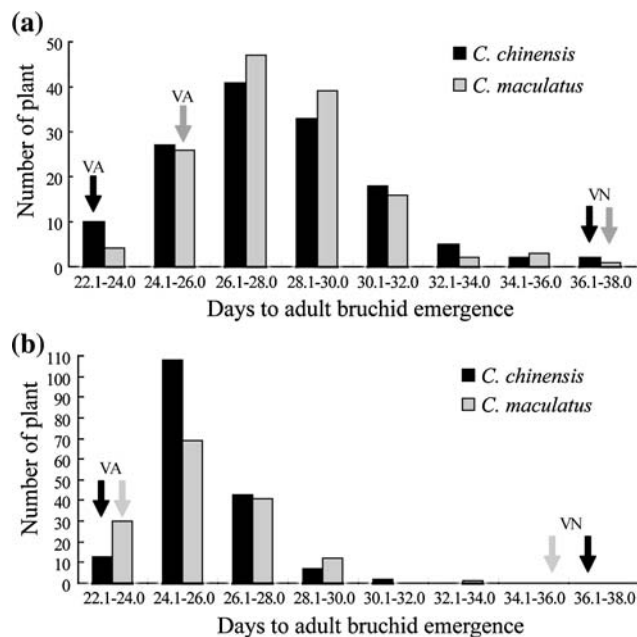 (a)
50
40
30
20
10
0
Number of plant
C. chinensis
C. maculatus
VA
VA
VN
22.1-24.0 24.1-26.0 26.1-28.0 28.1-30.0 30.1-32.0 32.1-34.0 34.1-36.0 36.1-38.0
Days to adult bruchid emergence
(b)
110
100
90
80
70
60
50
40
30
20
10
0
Number of plant
C. chinensis
C. maculatus
VA
VN
22.1-24.0 24.1-26.0 26.1-28.0 28.1-30.0 30.1-32.0 32.1-34.0 34.1-36.0 36.1-38.0
Days to adult bruchid emergence